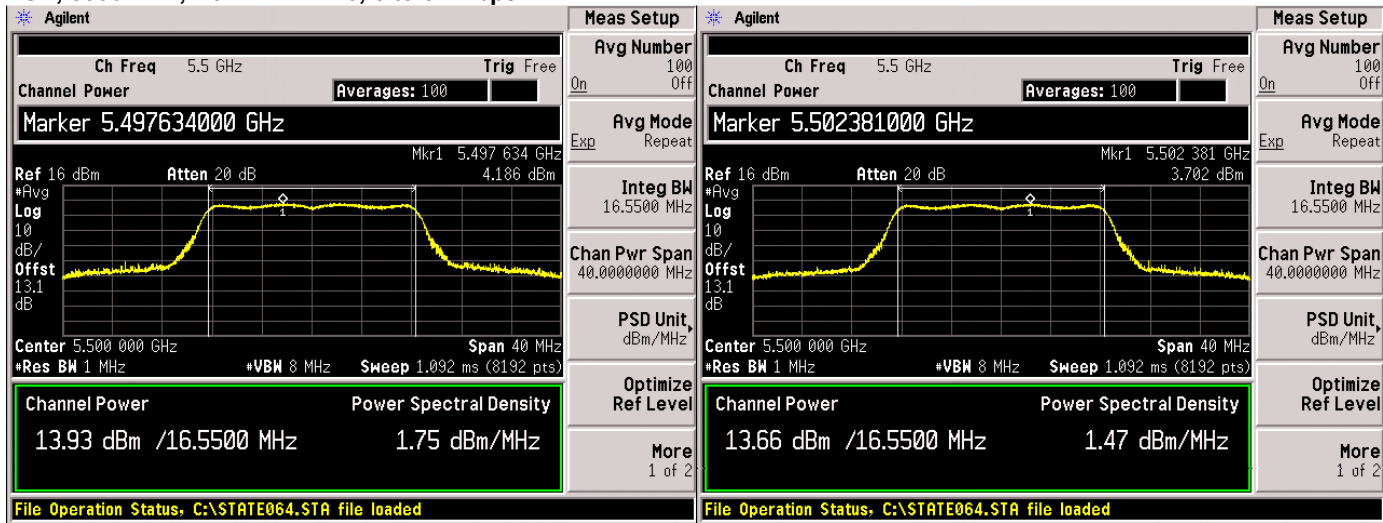 Agilent
Meas Setup
Ch Freq 5.5 GHz
Trig Free
Channel Power
Averages: 100
Marker 5.497634000 GHz
Mkr1 5.497 634 GHz
Ref 16 dBm
Atten 20 dB
4.186 dBm
#Avg
Log
10
dB/
Offst
13.1
dB
1
Center 5.500 000 GHz
Span 40 MHz
#Res BW 1 MHz
#VBW 8 MHz
Sweep 1.092 ms (8192 pts)
Channel Power
Power Spectral Density
13.93 dBm /16.5500 MHz
1.75 dBm/MHz
File Operation Status, C:\STATE064.STA file loaded
Avg Number
100
On Off
Avg Mode
Exp Repeat
Integ BW
16.5500 MHz
Chan Pwr Span
40.0000000 MHz
PSD Unit
dBm/MHz
Optimize
Ref Level
More
1 of 2
Agilent
Meas Setup
Ch Freq 5.5 GHz
Trig Free
Channel Power
Averages: 100
Marker 5.502381000 GHz
Mkr1 5.502 381 GHz
Ref 16 dBm
Atten 20 dB
3.702 dBm
#Avg
Log
10
dB/
Offst
13.1
dB
1
Center 5.500 000 GHz
Span 40 MHz
#Res BW 1 MHz
#VBW 8 MHz
Sweep 1.092 ms (8192 pts)
Channel Power
Power Spectral Density
13.66 dBm /16.5500 MHz
1.47 dBm/MHz
File Operation Status, C:\STATE064.STA file loaded
Avg Number
100
On Off
Avg Mode
Exp Repeat
Integ BW
16.5500 MHz
Chan Pwr Span
40.0000000 MHz
PSD Unit
dBm/MHz
Optimize
Ref Level
More
1 of 2